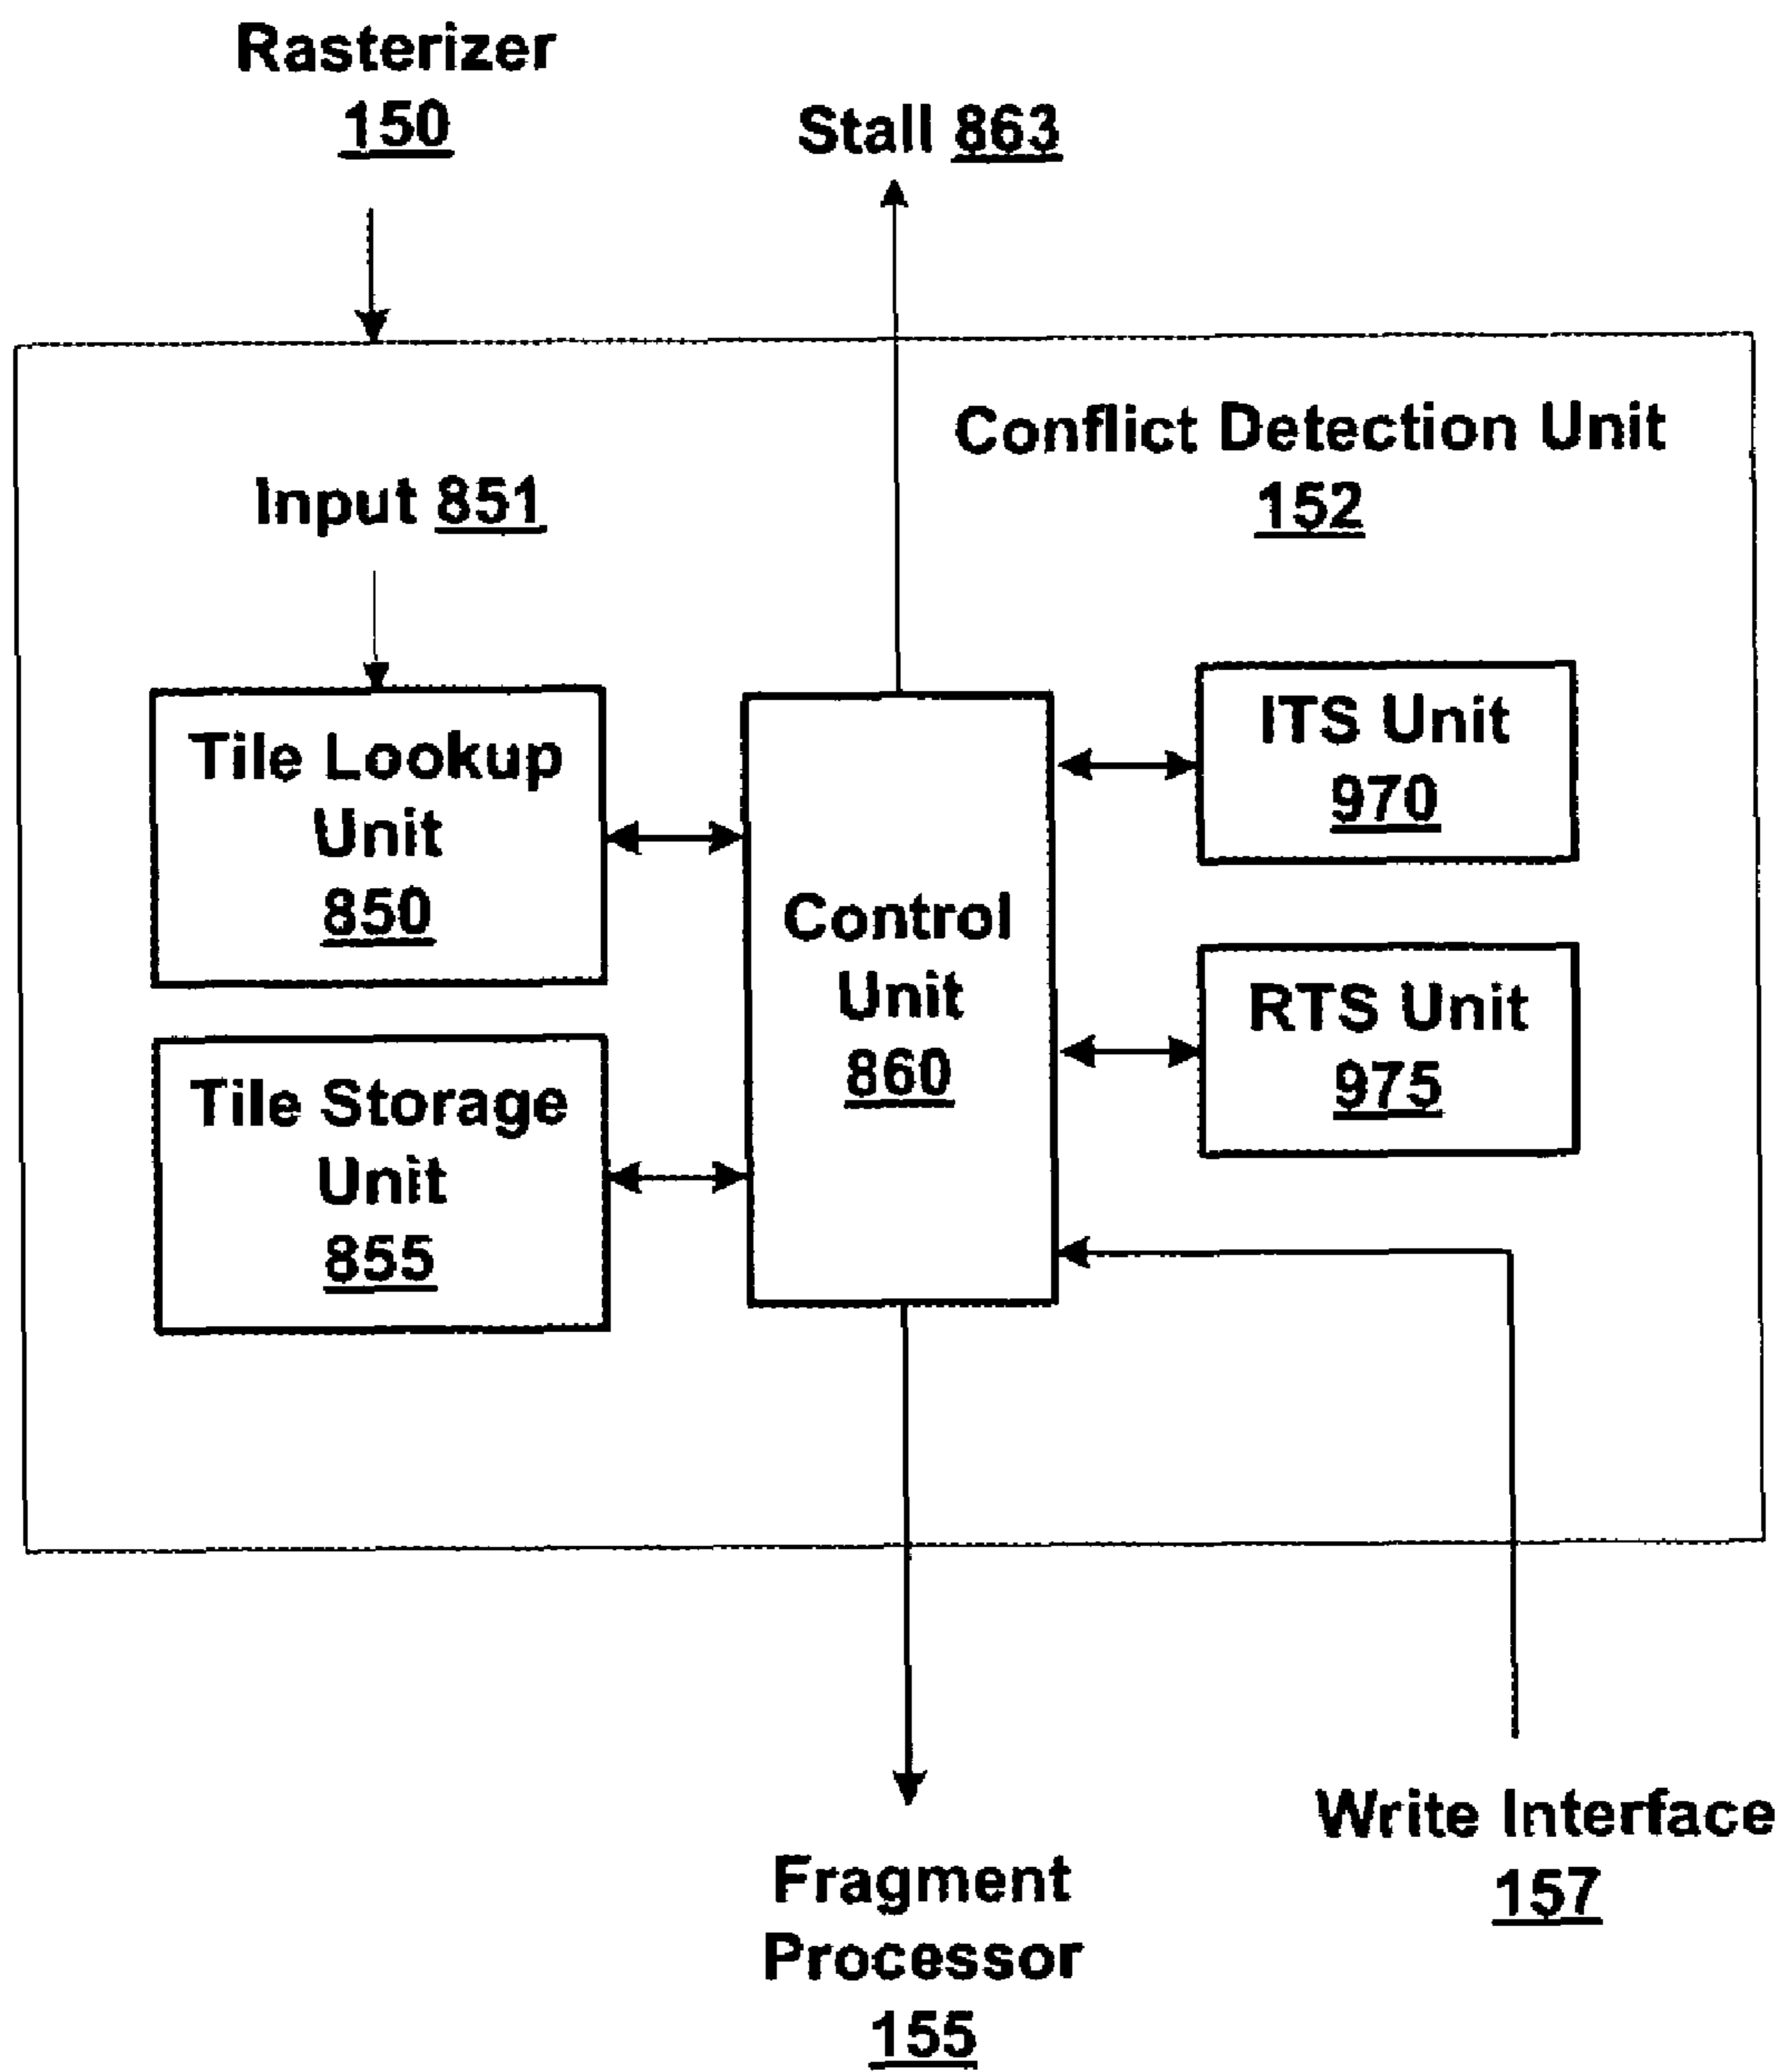 Rasterizer
150
Stall 863
Conflict Detection Unit
152
Input 851
Tile Lookup
Unit
850
Tile Storage
Unit
855
Control
Unit
860
ITS Unit
970
RTS Unit
975
Fragment
Processor
155
Write Interface
157